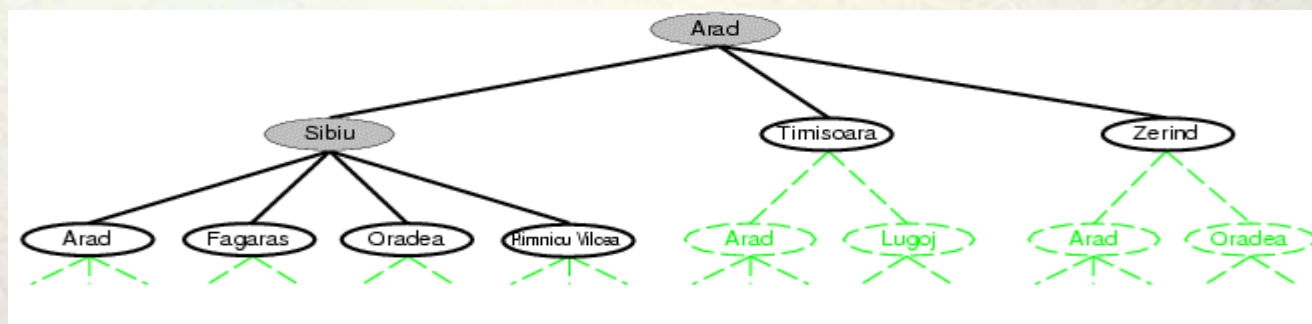 Arad
Sibiu Timisoara Zerind
Arad Fagaras Oradea Rimnicu Vilcea Arad Lugoj Arad Oradea